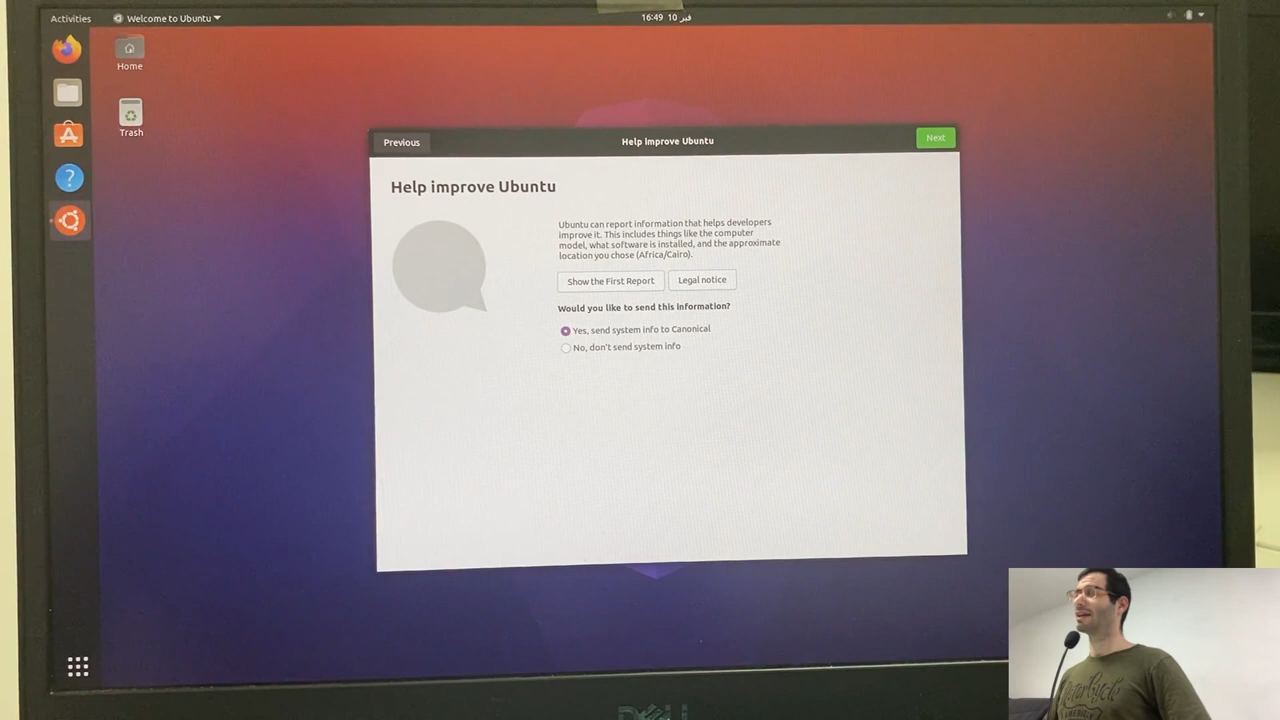 Activities
Welcome to Ubuntu
16:49 10 فبر
Home
Trash
Previous
Help Improve Ubuntu
Next
Help improve Ubuntu
Ubuntu can report information that helps developers
improve it. This includes things like the computer
model, what software is installed, and the approximate
location you chose (Africa/Cairo).
Show the First Report
Legal notice
Would you like to send this information?
Yes, send system info to Canonical
No, don't send system info
DELL